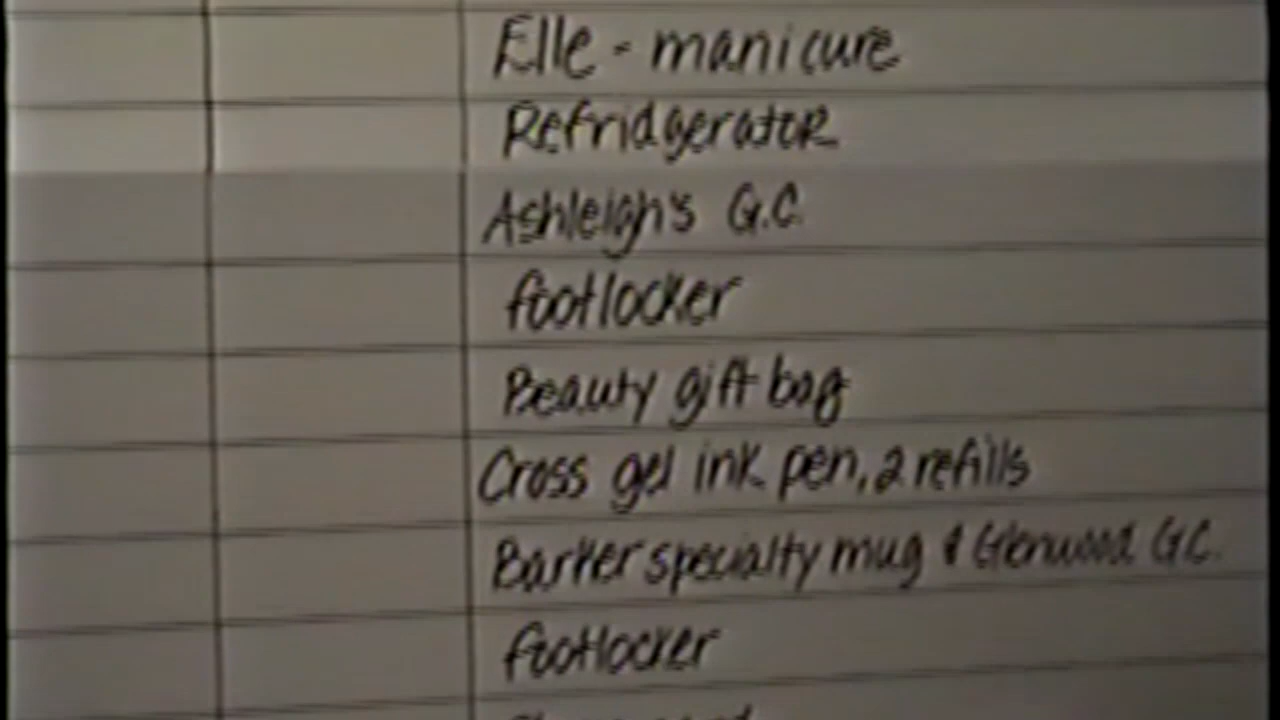 Elle - manicure
Refridgerator
Ashleigh's G.C.
footlocker
Beauty gift bag
Cross gel ink pen, 2 refills
Barker specialty mug & Glenwood G.C.
footlocker